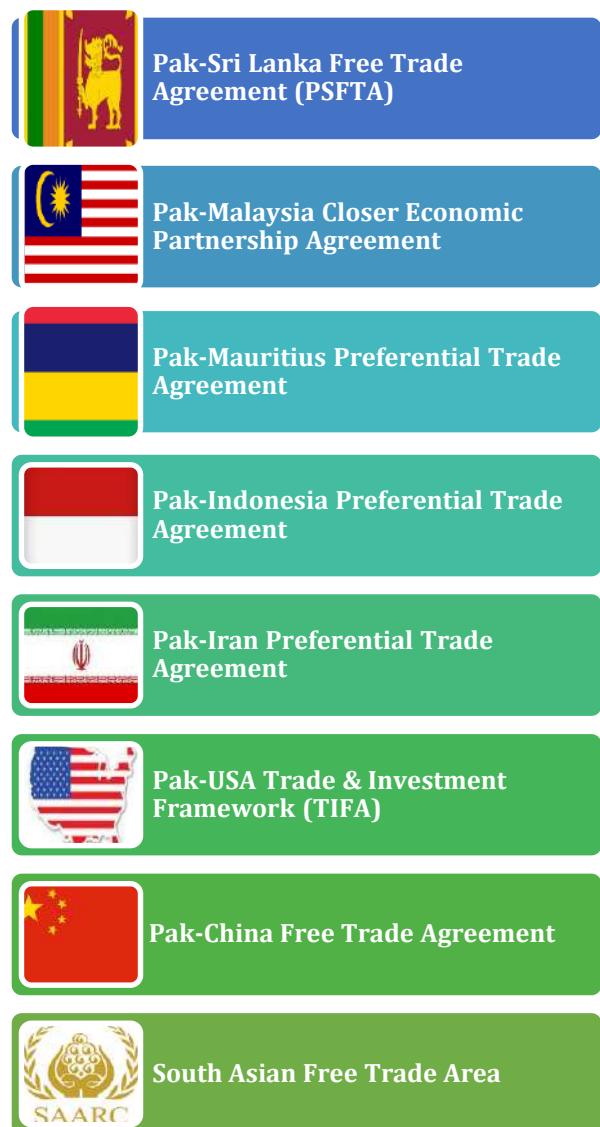 Pak-Sri Lanka Free Trade
Agreement (PSFTA)
Pak-Malaysia Closer Economic
Partnership Agreement
Pak-Mauritius Preferential Trade
Agreement
Pak-Indonesia Preferential Trade
Agreement
Pak-Iran Preferential Trade
Agreement
Pak-USA Trade & Investment
Framework (TIFA)
Pak-China Free Trade Agreement
South Asian Free Trade Area
SAARC